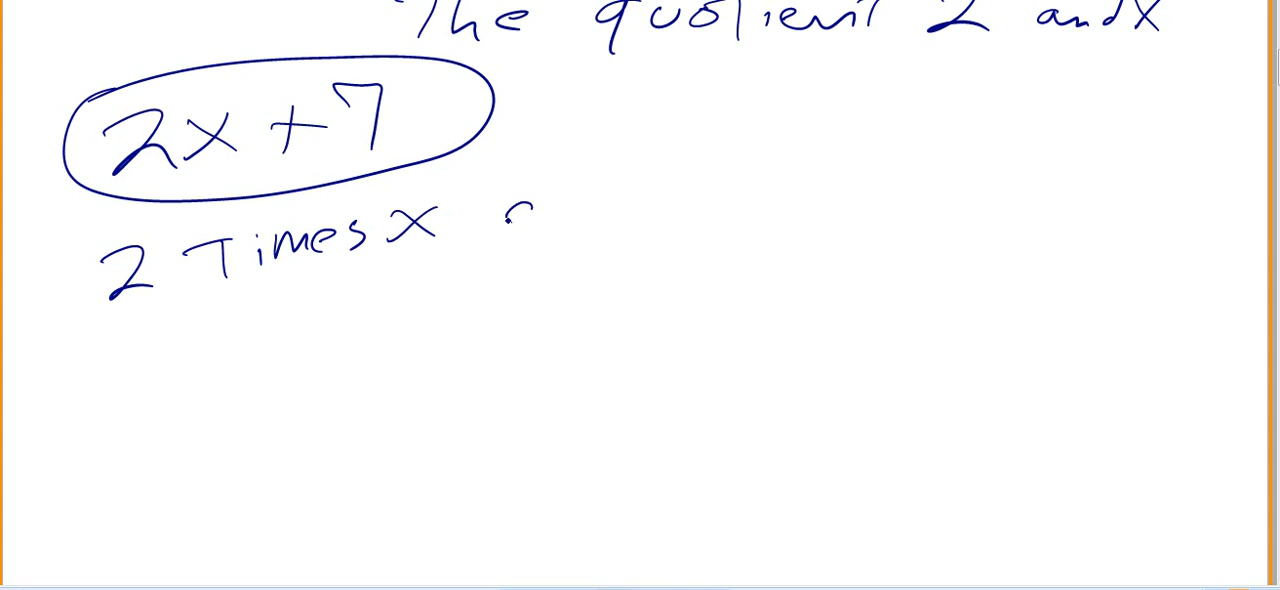 The quotient 2 and x
2x + 7
2 Times x